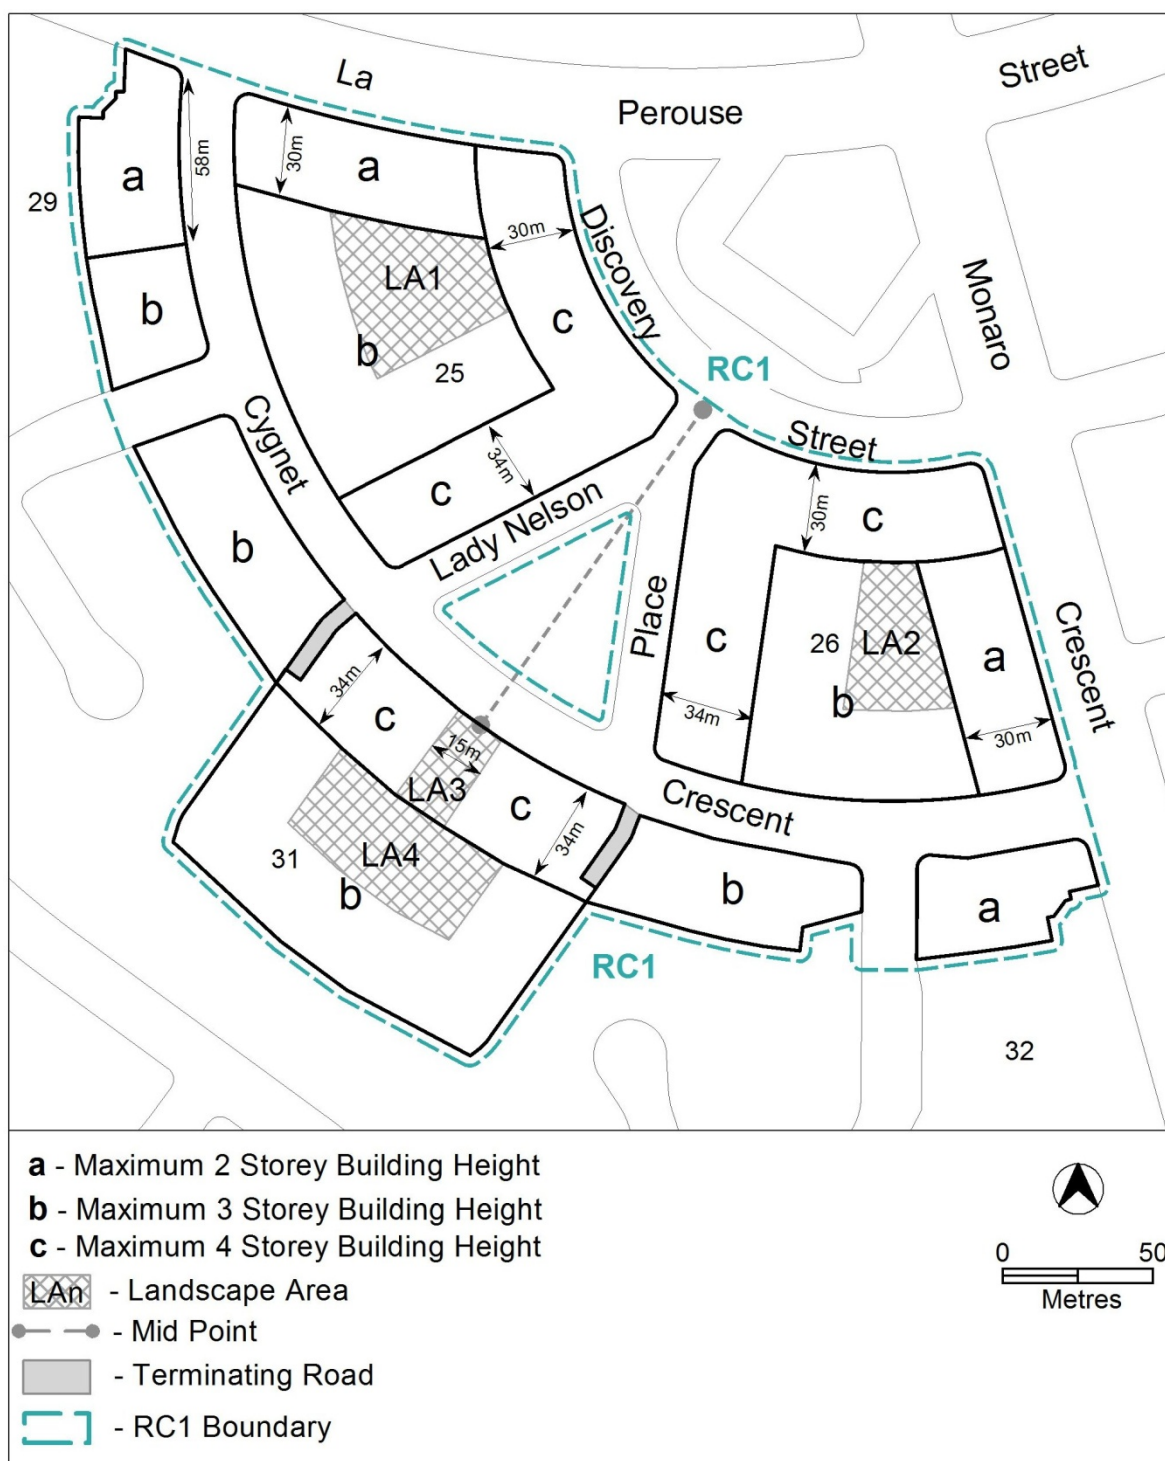 La
Perouse
Street
a
58m
30m
a
29
30m
Discovery
LA1
c
Monaro
b
b
25
RC1
Cygnet
Street
34m
c
c
30m
Lady Nelson
b
Place
26
LA2
Crescent
c
a
34m
c
b
34m
30m
15m
LA3
c
Crescent
34m
31
LA4
b
b
a
RC1
32
a - Maximum 2 Storey Building Height
b - Maximum 3 Storey Building Height
c - Maximum 4 Storey Building Height
LAn - Landscape Area
- Mid Point
- Terminating Road
- RC1 Boundary
0 50
Metres